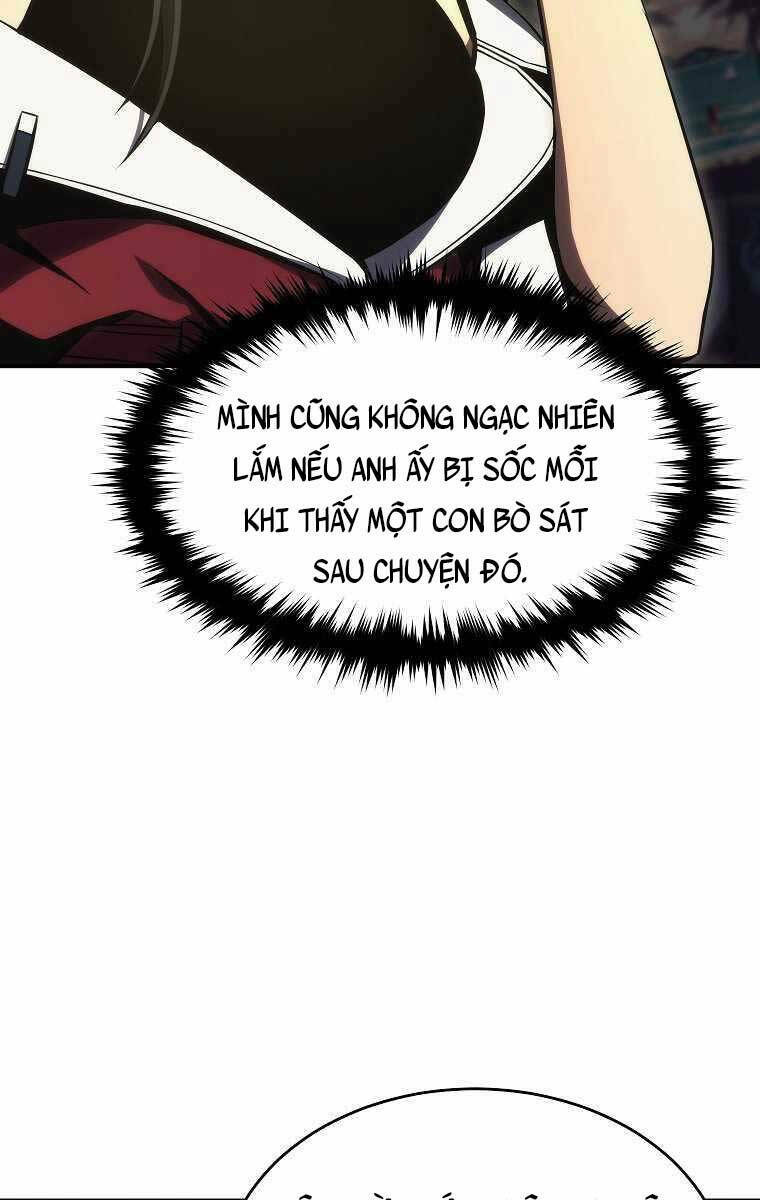 MÌNH CŨNG KHÔNG NGẠC NHIÊN
LẮM NẾU ANH ẤY BỊ SỐC MỖI
KHI THẤY MỘT CON BÒ SÁT
SAU CHUYỆN ĐÓ.